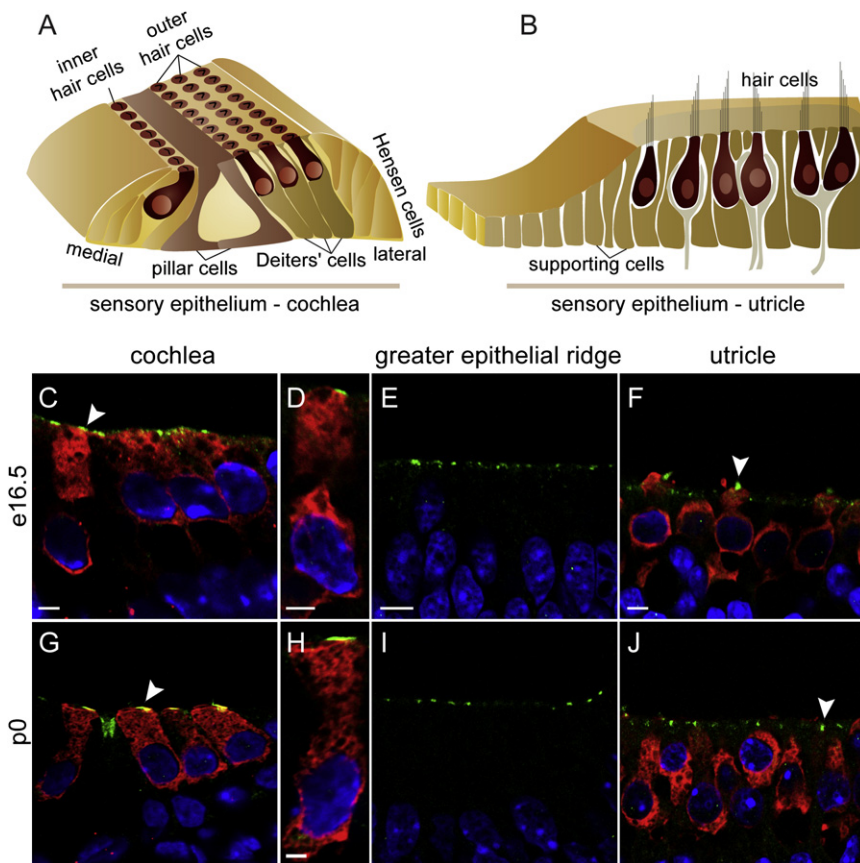 A
inner
hair cells
outer
hair cells
Hensen cells
medial
pillar cells
Deiters' cells
lateral
sensory epithelium - cochlea
B
hair cells
supporting cells
sensory epithelium - utricle
cochlea
greater epithelial ridge
utricle
e16.5
C
D
E
F
p0
G
H
I
J